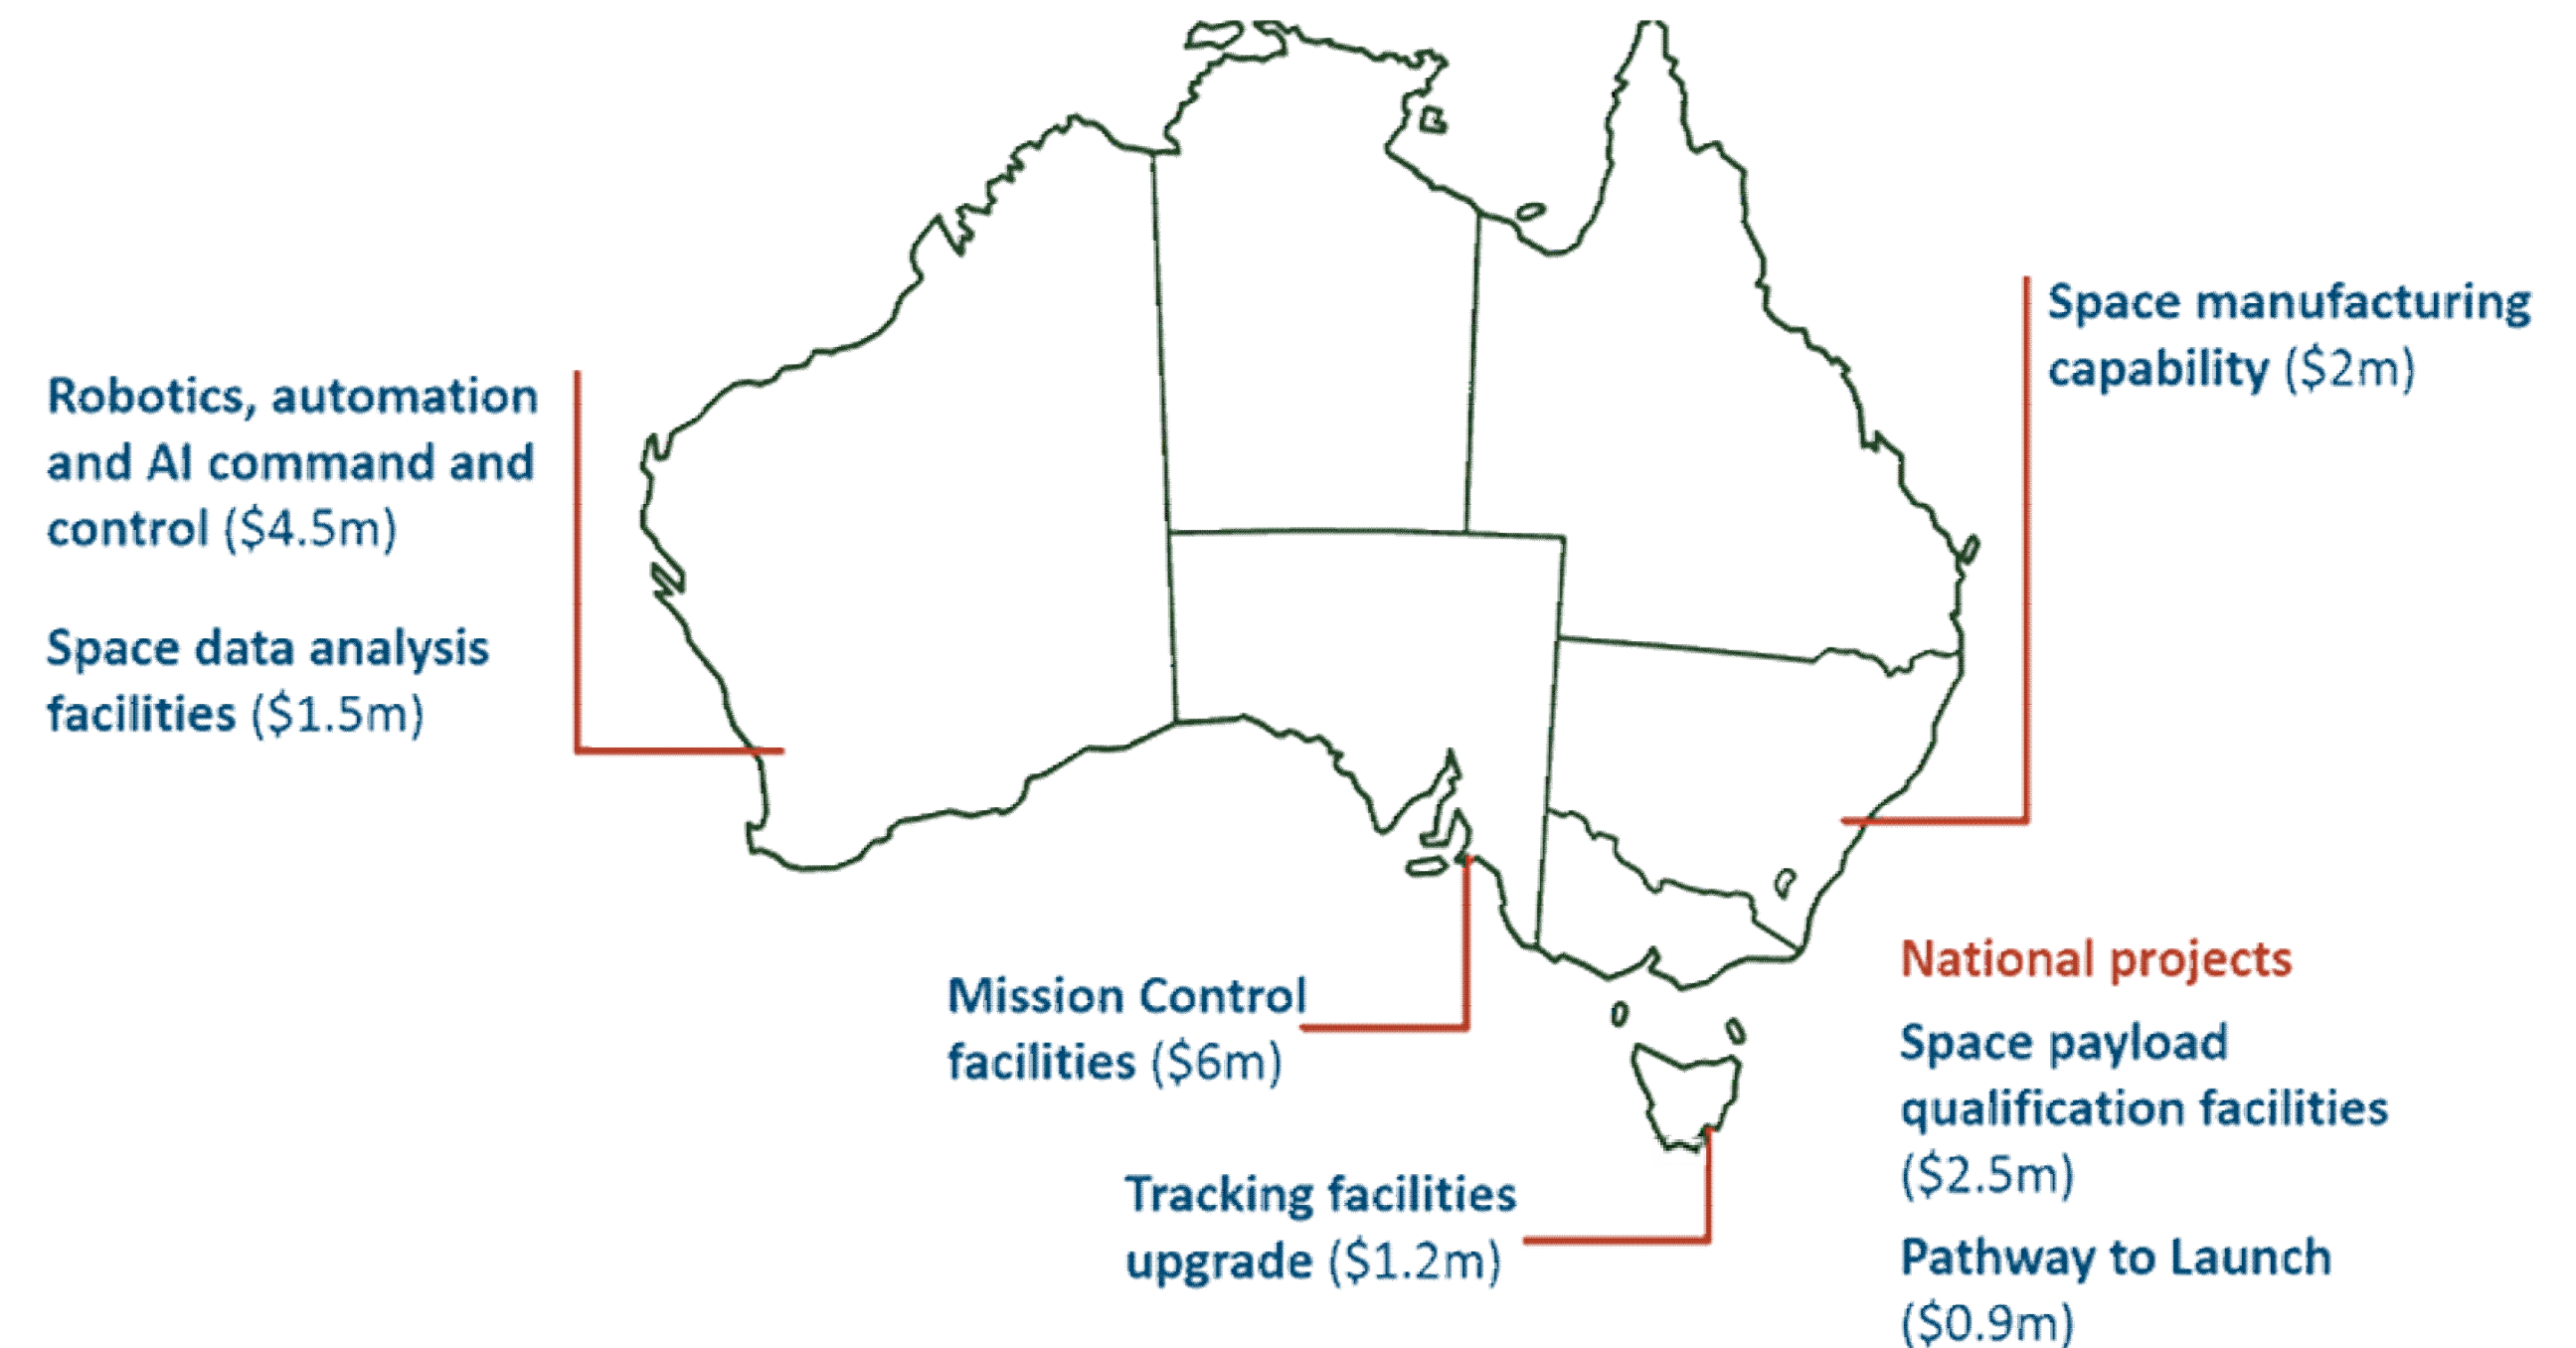 Robotics, automation
and AI command and
control ($4.5m)
Space data analysis
facilities ($1.5m)
Space manufacturing
capability ($2m)
Mission Control
facilities ($6m)
Tracking facilities
upgrade ($1.2m)
National projects
Space payload
qualification facilities
($2.5m)
Pathway to Launch
($0.9m)